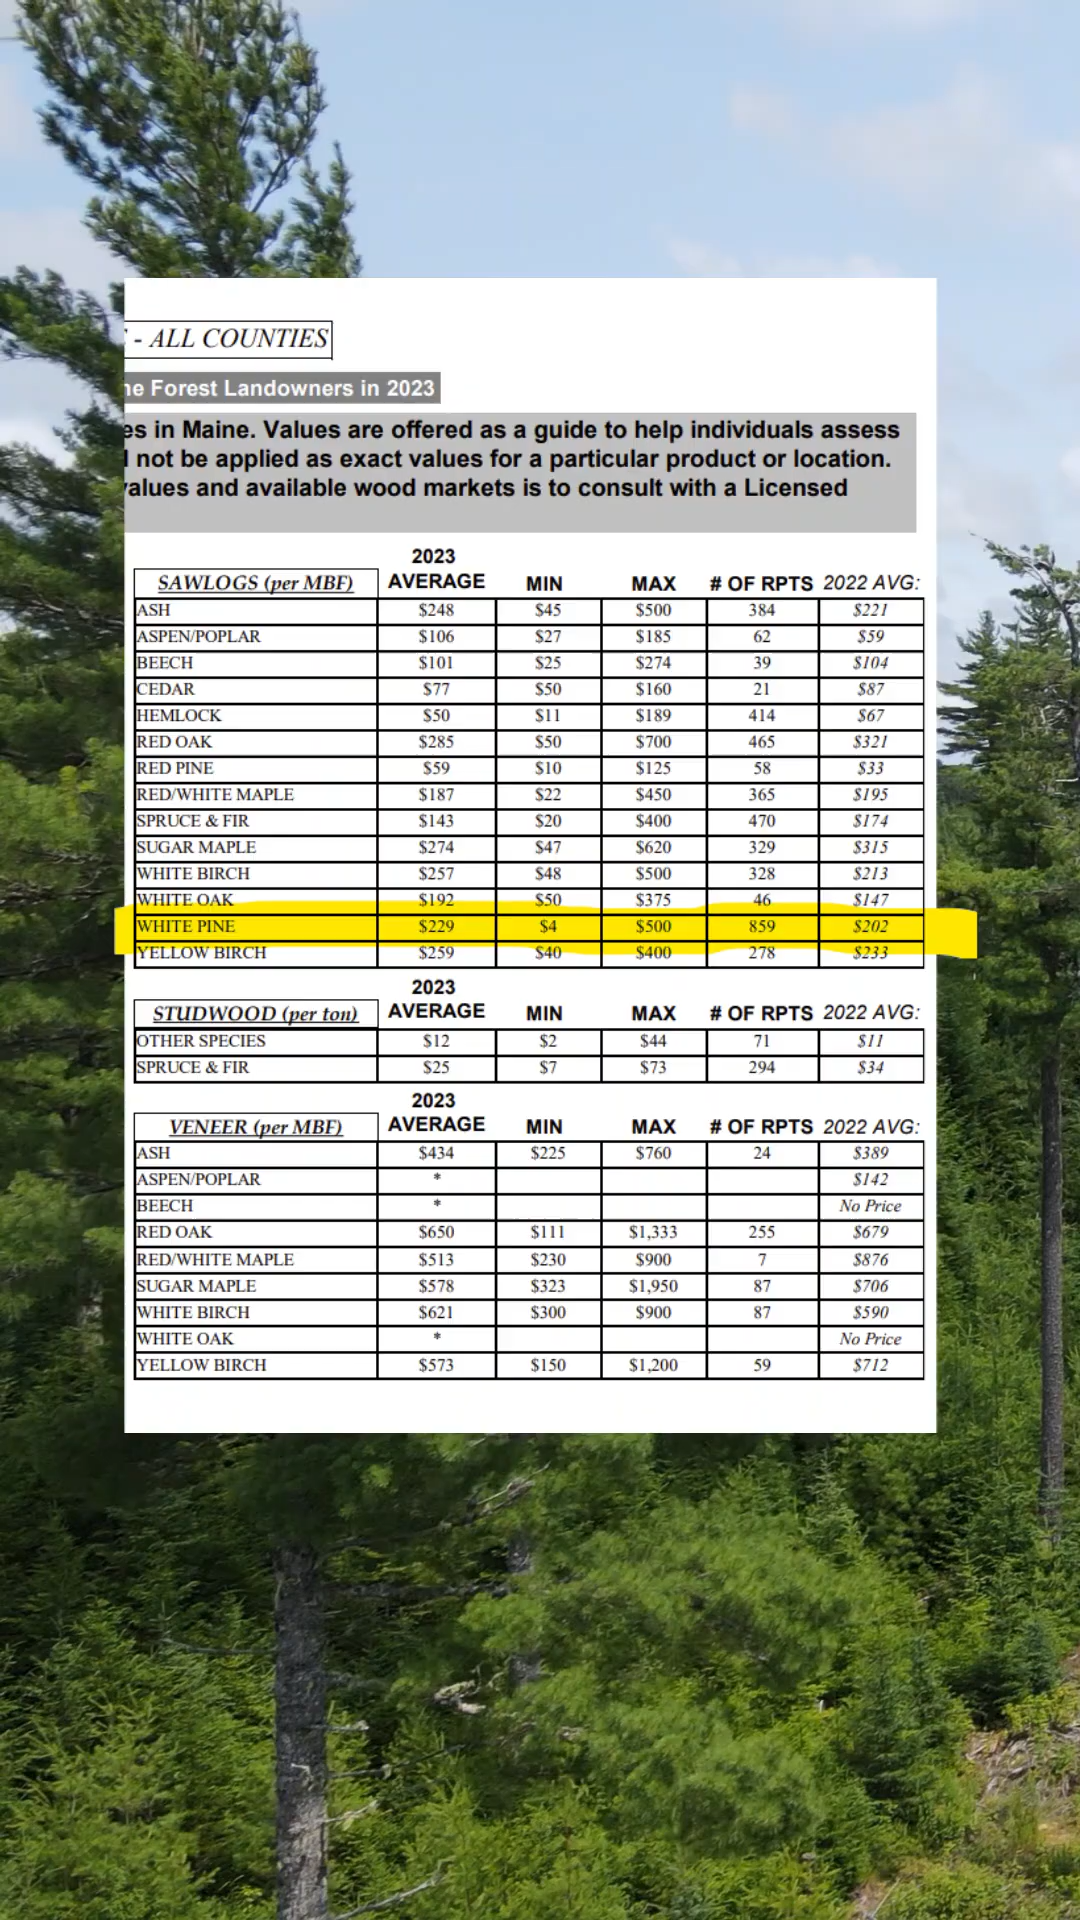 - ALL COUNTIES
e Forest Landowners in 2023
es in Maine. Values are offered as a guide to help individuals assess
not be applied as exact values for a particular product or location.
alues and available wood markets is to consult with a Licensed
SAWLOGS (per MBF) 2023 AVERAGE MIN MAX # OF RPTS 2022 AVG:
ASH $248 $45 $500 384 $221
ASPEN/POPLAR $106 $27 $185 62 $59
BEECH $101 $25 $274 39 $104
CEDAR $77 $50 $160 21 $87
HEMLOCK $50 $11 $189 414 $67
RED OAK $285 $50 $700 465 $321
RED PINE $59 $10 $125 58 $33
RED/WHITE MAPLE $187 $22 $450 365 $195
SPRUCE & FIR $143 $20 $400 470 $174
SUGAR MAPLE $274 $47 $620 329 $315
WHITE BIRCH $257 $48 $500 328 $213
WHITE OAK $192 $50 $375 46 $147
WHITE PINE $229 $4 $500 859 $202
YELLOW BIRCH $259 $40 $400 278 $233
STUDWOOD (per ton) 2023 AVERAGE MIN MAX # OF RPTS 2022 AVG:
OTHER SPECIES $12 $2 $44 71 $11
SPRUCE & FIR $25 $7 $73 294 $34
VENEER (per MBF) 2023 AVERAGE MIN MAX # OF RPTS 2022 AVG:
ASH $434 $225 $760 24 $389
ASPEN/POPLAR * $142
BEECH * No Price
RED OAK $650 $111 $1,333 255 $679
RED/WHITE MAPLE $513 $230 $900 7 $876
SUGAR MAPLE $578 $323 $1,950 87 $706
WHITE BIRCH $621 $300 $900 87 $590
WHITE OAK * No Price
YELLOW BIRCH $573 $150 $1,200 59 $712